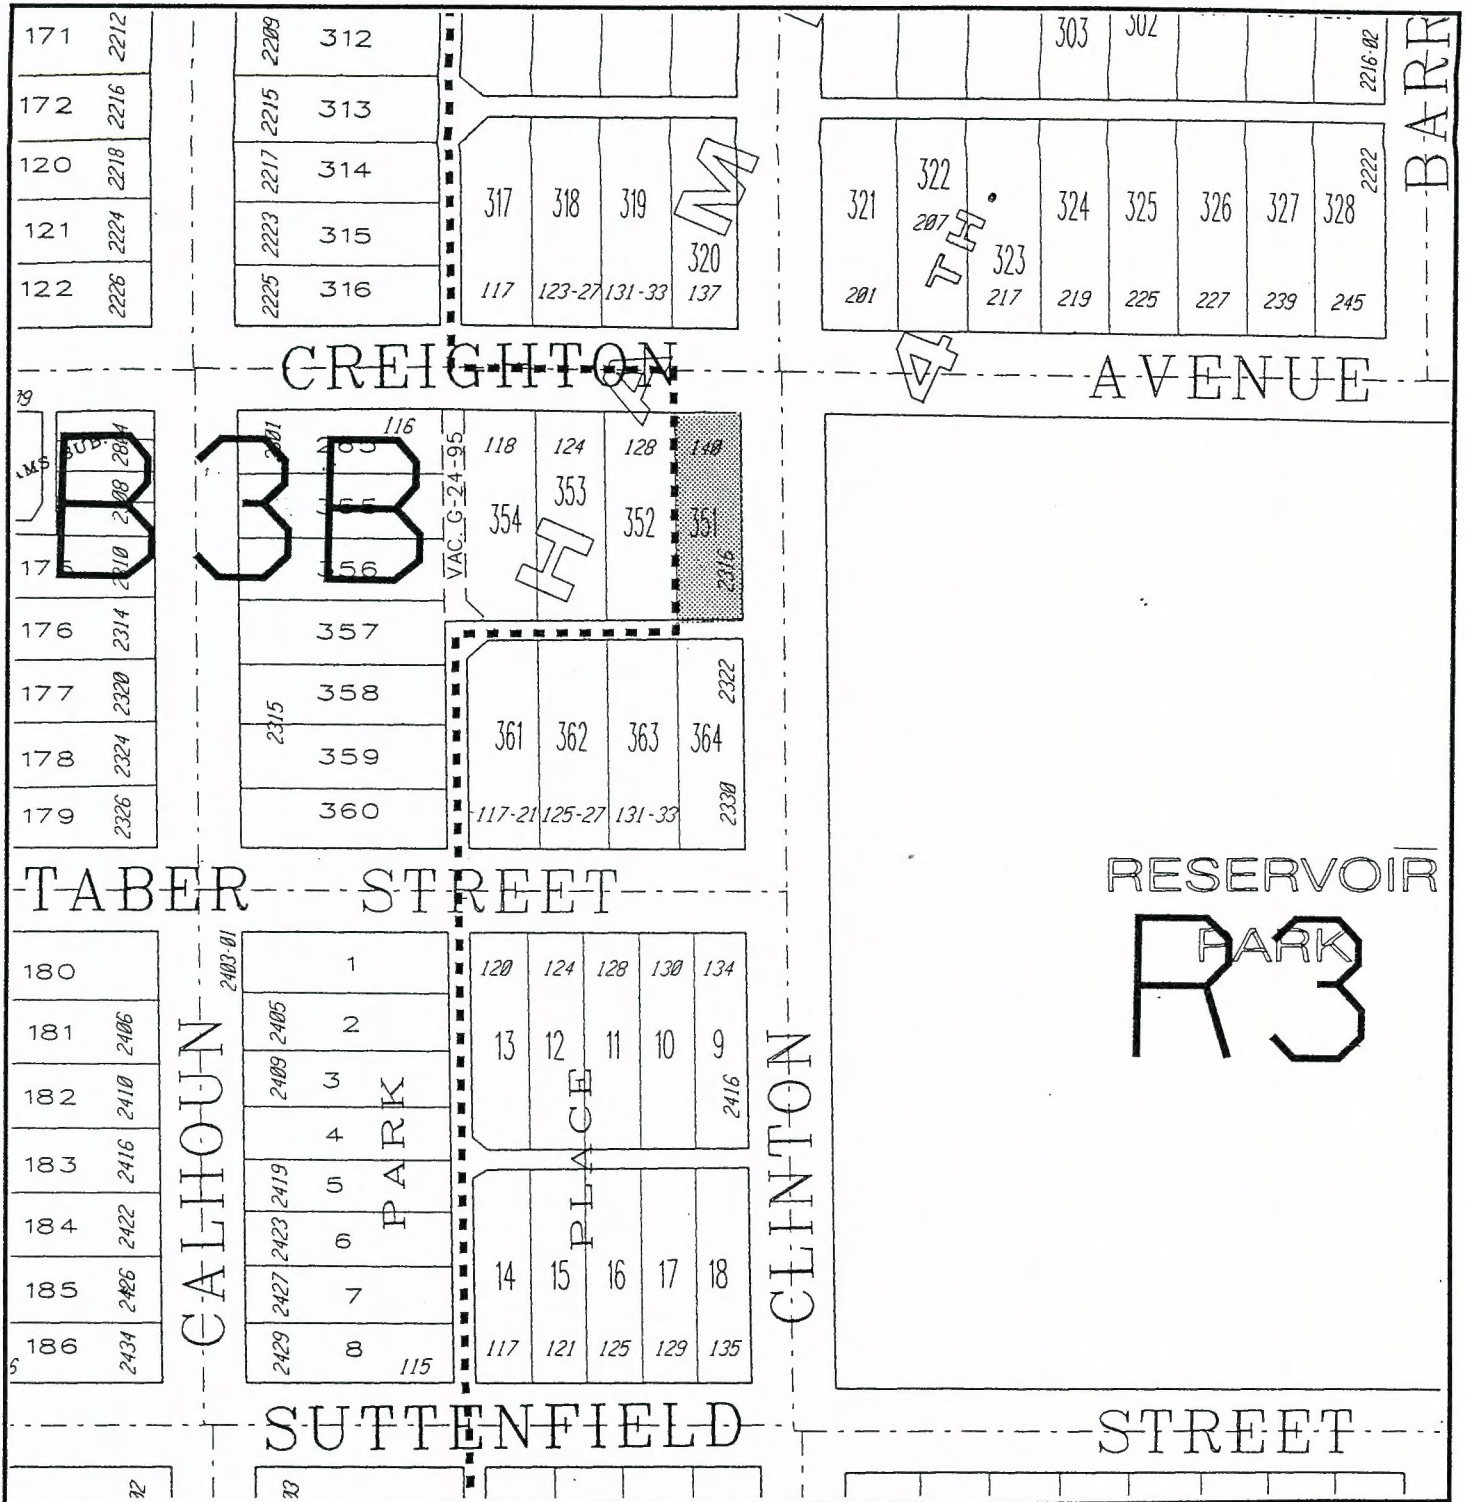 171 2212 2209 312 303 302 2216-02 BARR
172 2216 2215 313
120 2218 2217 314 317 318 319 M 321 322 324 325 326 327 328 2222
207 TH
121 2224 2223 315 320 323
122 2226 2225 316 117 123-27 131-33 137 201 217 219 225 227 239 245
CREIGHTON A 4 AVENUE
116 118 124 128 140
B3B
VAC. G-24-95
353
354 H 352 351
2310 356 2316
176 2314 357
177 2320 358 2322
2315
178 2324 359 361 362 363 364
179 2326 360 117-21 125-27 131-33 2330
TABER STREET
RESERVOIR
PARK
R3
180 2403-01 1 120 124 128 130 134
181 2406 2405 2 13 12 11 10 9
182 2410 2409 3 2416
4
183 2416 2419 5
184 2422 2423 6
185 2426 2427 7 14 15 16 17 18
186 2434 2429 8 115 117 121 125 129 135
CALHOUN
PARK
PLACE
CLINTON
SUTTENFIELD STREET